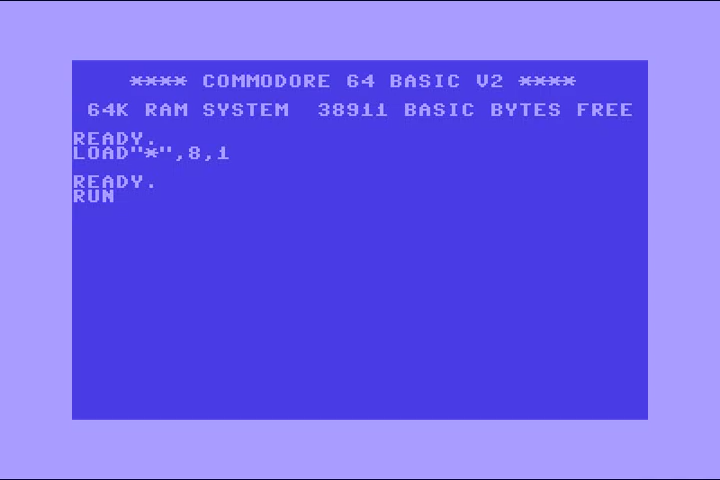 **** COMMODORE 64 BASIC V2 ****
64K RAM SYSTEM  38911 BASIC BYTES FREE
READY.
LOAD"*",8,1
READY.
RUN